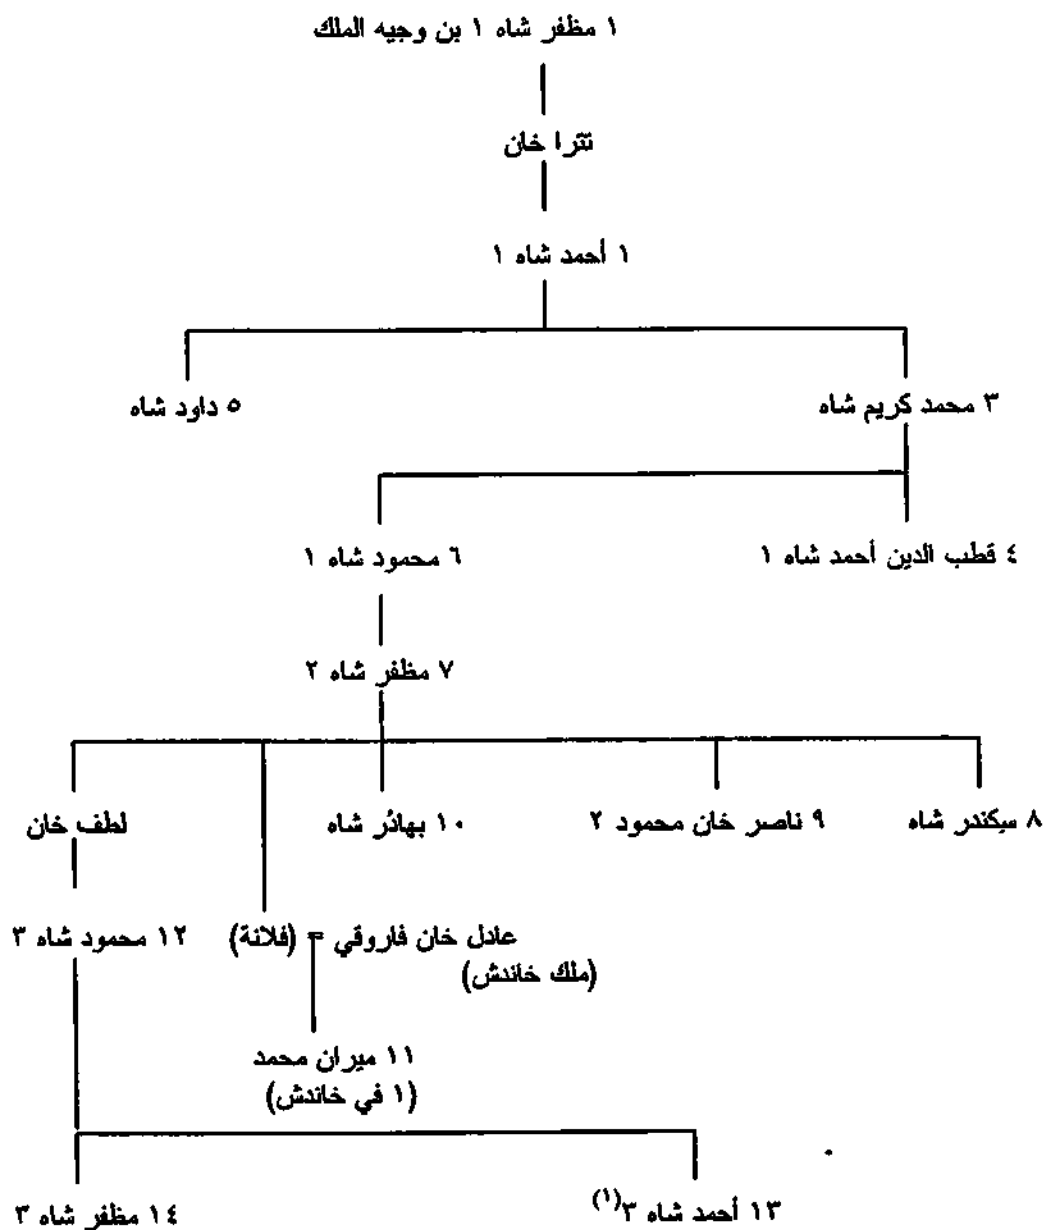 ١ مظفر شاه ١ بن وجيه الملك
تترا خان
١ أحمد شاه ١
٣ محمد كريم شاه
٥ داود شاه
٤ قطب الدين أحمد شاه ١
٦ محمود شاه ١
٧ مظفر شاه ٢
٨ سيكندر شاه
٩ ناصر خان محمود ٢
١٠ بهادُر شاه
لطف خان
عادل خان فاروقي = (فلانة)
١٢ محمود شاه ٣
(ملك خاندش)
١١ ميران محمد
(١ في خاندش)
١٣ أحمد شاه ٣(١)
١٤ مظفر شاه ٣